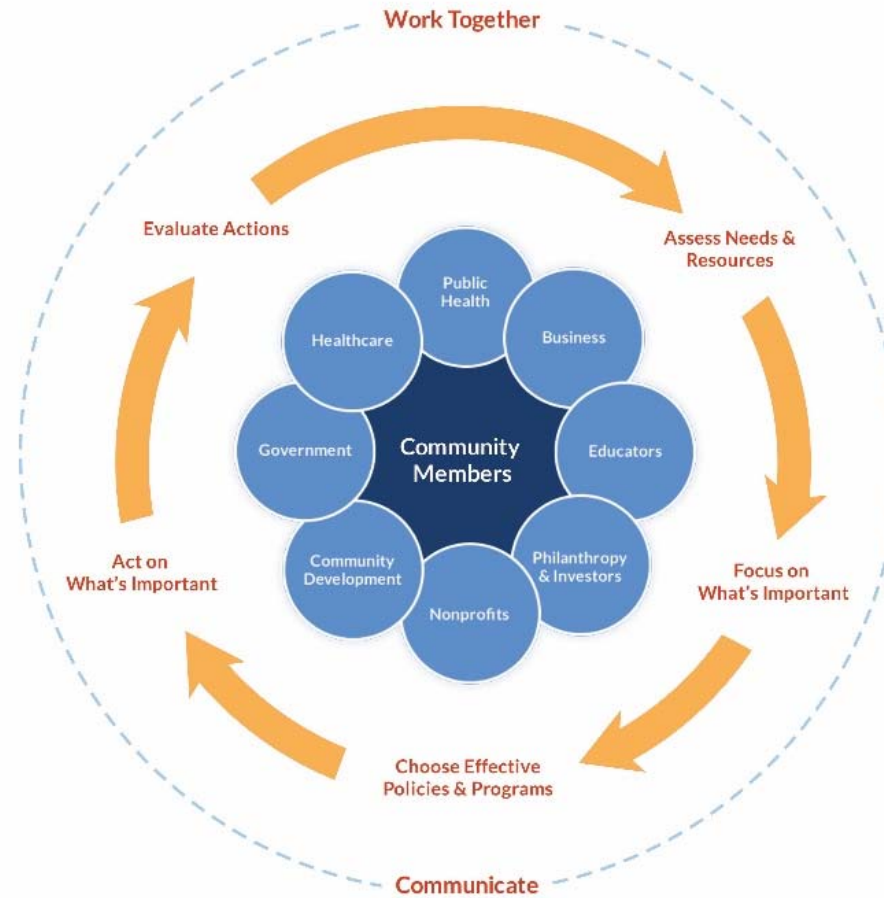 Work Together
Evaluate Actions
Assess Needs &
Resources
Public
Health
Healthcare
Business
Government
Community
Members
Educators
Community
Development
Philanthropy
& Investors
Nonprofits
Act on
What's Important
Focus on
What's Important
Choose Effective
Policies & Programs
Communicate